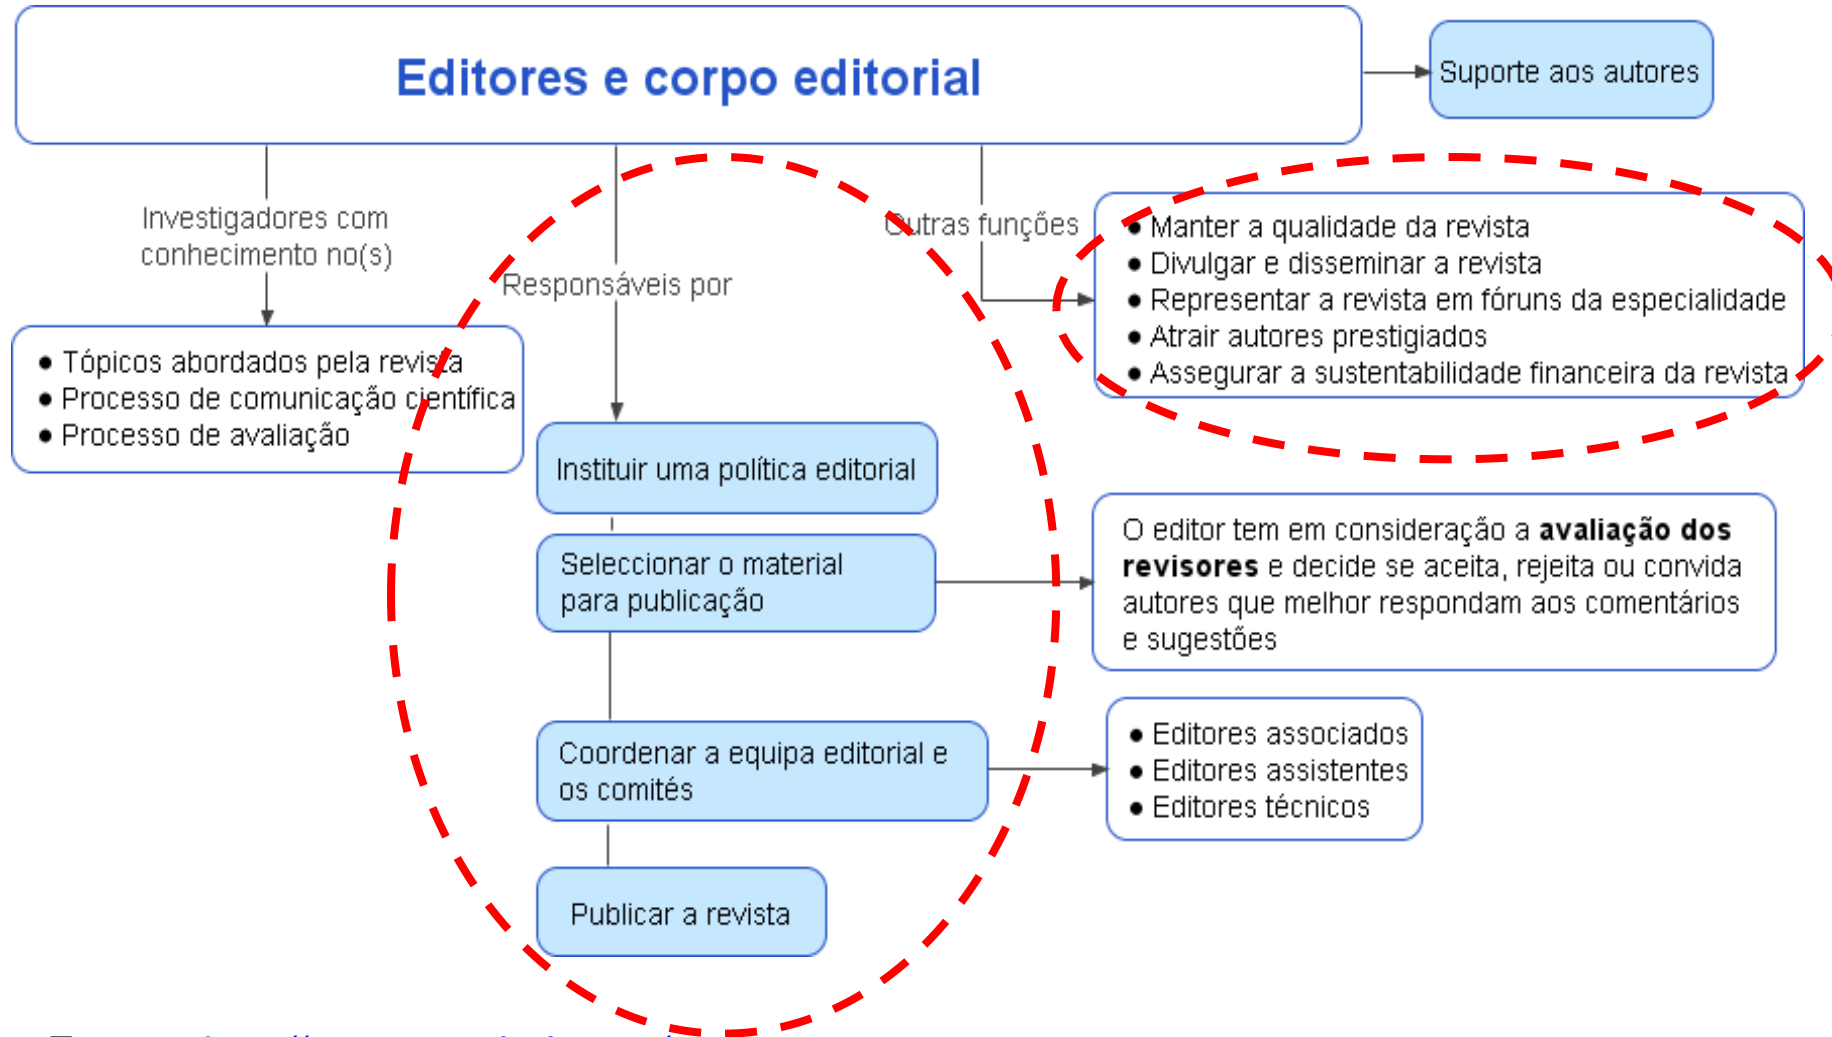 Editores e corpo editorial
Suporte aos autores
Investigadores com
conhecimento no(s)
● Tópicos abordados pela revista
● Processo de comunicação científica
● Processo de avaliação
Responsáveis por
Instituir uma política editorial
Seleccionar o material
para publicação
Coordenar a equipa editorial e
os comités
Publicar a revista
Outras funções
● Manter a qualidade da revista
● Divulgar e disseminar a revista
● Representar a revista em fóruns da especialidade
● Atrair autores prestigiados
● Assegurar a sustentabilidade financeira da revista
O editor tem em consideração a avaliação dos
revisores e decide se aceita, rejeita ou convida
autores que melhor respondam aos comentários
e sugestões
● Editores associados
● Editores assistentes
● Editores técnicos